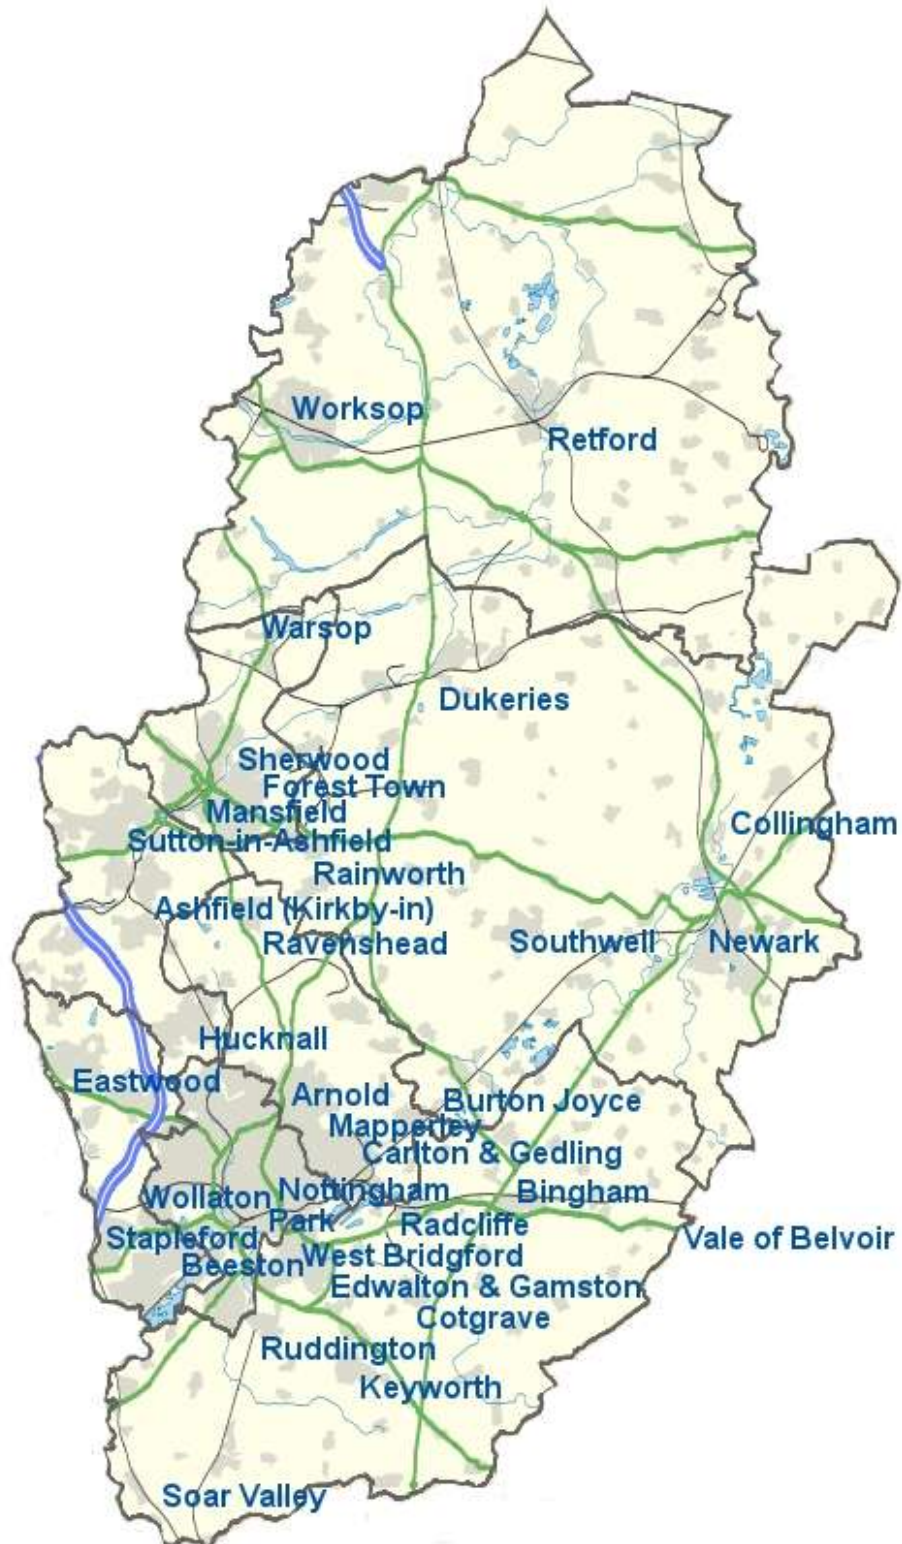 Worksop
Retford
Warsop
Dukeries
Sherwood
Forest Town
Mansfield
Collingham
Sutton-in-Ashfield
Rainworth
Ashfield (Kirkby-in)
Ravenshead
Southwell
Newark
Hucknall
Eastwood
Arnold
Burton Joyce
Mapperley
Carlton & Gedling
Wollaton
Nottingham
Bingham
Park
Radcliffe
Stapleford
Vale of Belvoir
West Bridgford
Beeston
Edwalton & Gamston
Cotgrave
Ruddington
Keyworth
Soar Valley